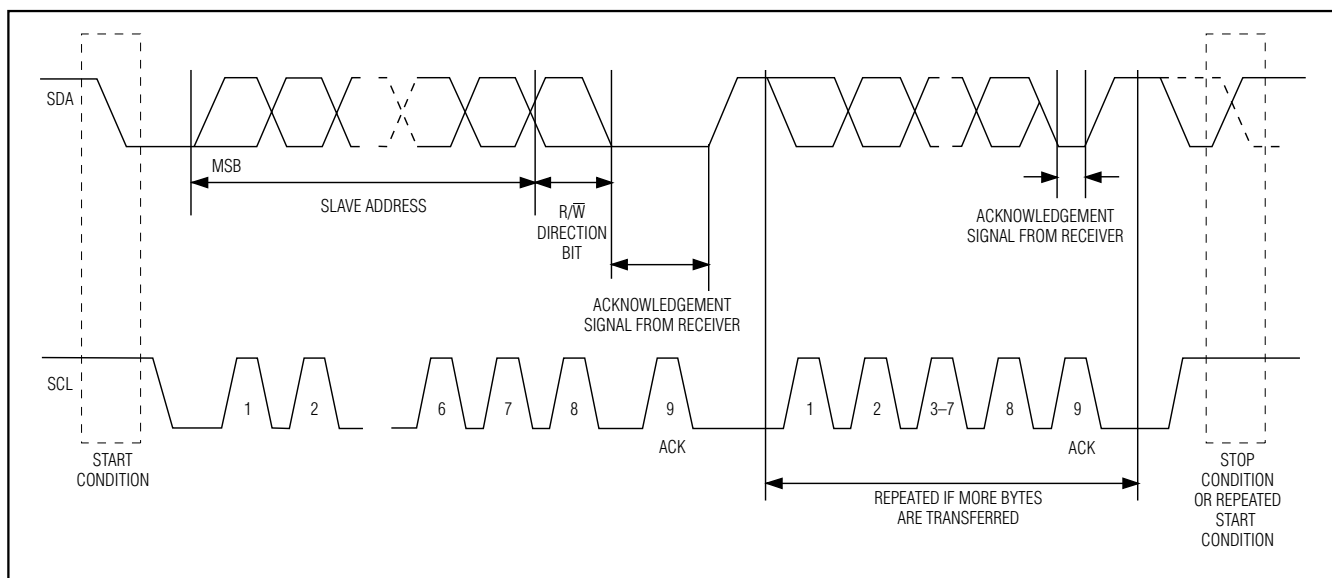 SDA
MSB
SLAVE ADDRESS
R/W̅
DIRECTION
BIT
ACKNOWLEDGEMENT
SIGNAL FROM RECEIVER
ACKNOWLEDGEMENT
SIGNAL FROM RECEIVER
SCL
1 2 6 7 8 9 1 2 3–7 8 9
ACK ACK
START
CONDITION
REPEATED IF MORE BYTES
ARE TRANSFERRED
STOP
CONDITION
OR REPEATED
START
CONDITION